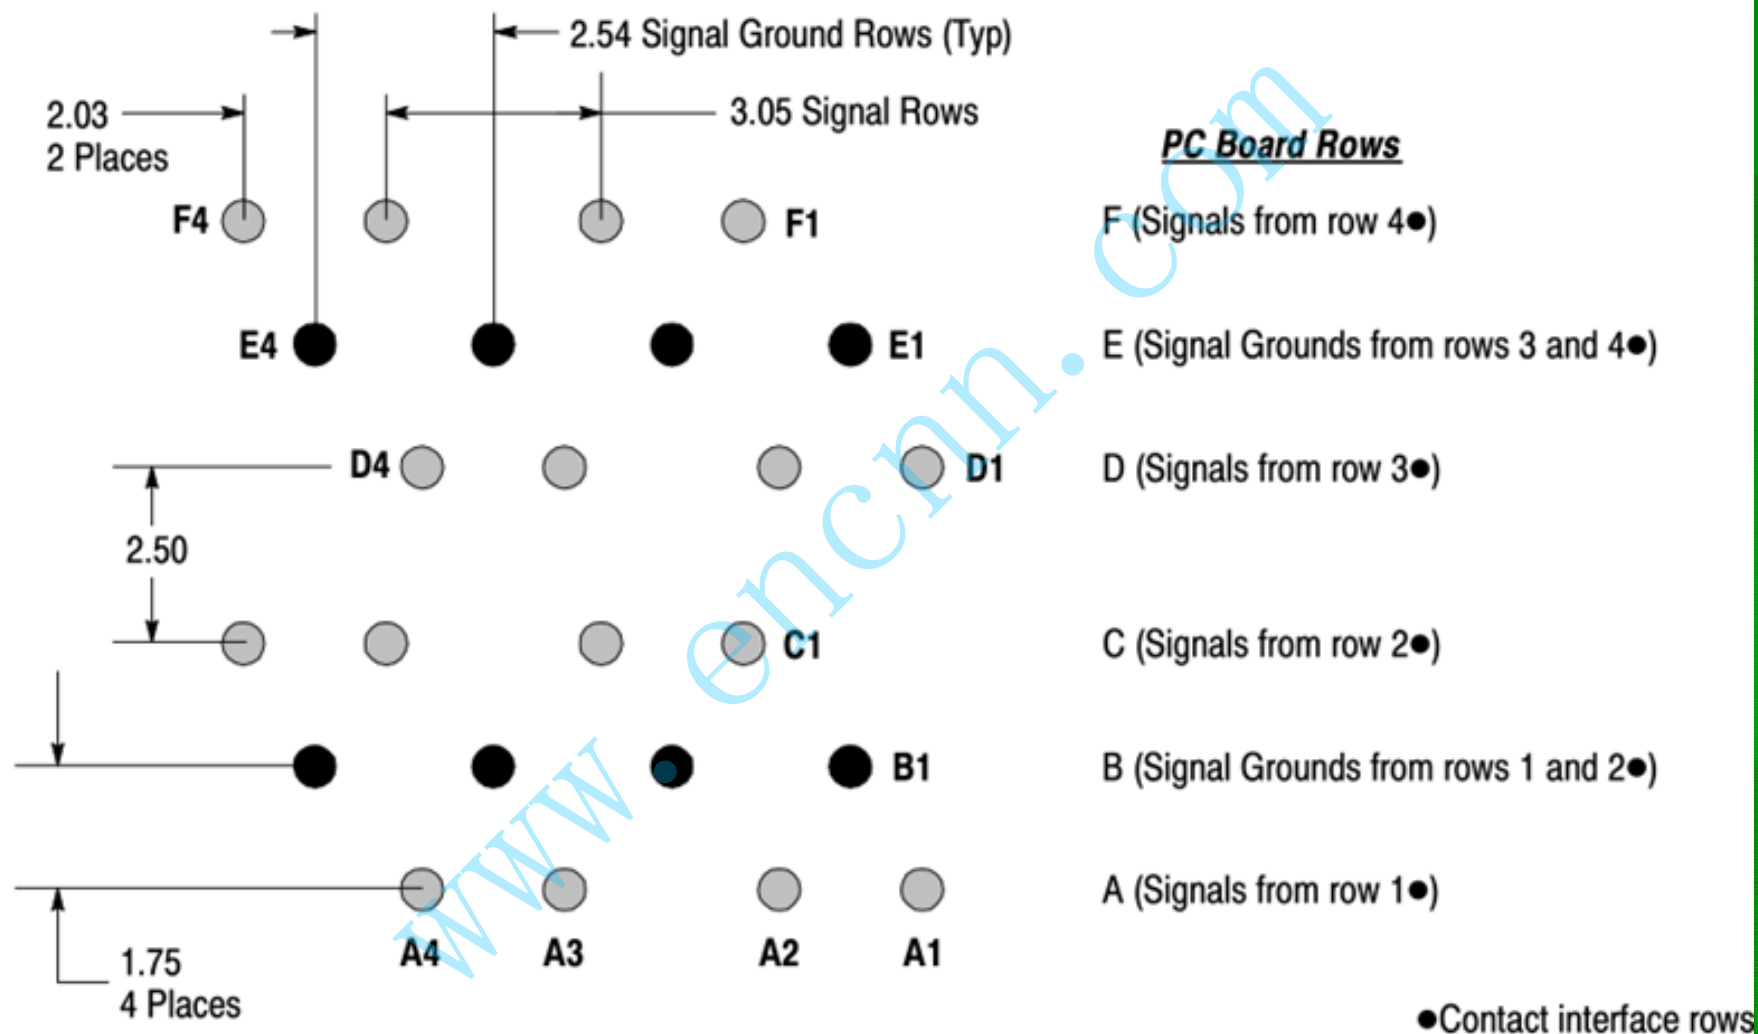 2.54 Signal Ground Rows (Typ)
2.03
2 Places
3.05 Signal Rows
PC Board Rows
F4
F1
F (Signals from row 4●)
E4
E1
E (Signal Grounds from rows 3 and 4●)
D4
D1
D (Signals from row 3●)
2.50
C1
C (Signals from row 2●)
B1
B (Signal Grounds from rows 1 and 2●)
A (Signals from row 1●)
A4
A3
A2
A1
1.75
4 Places
●Contact interface rows
www.encnn.com